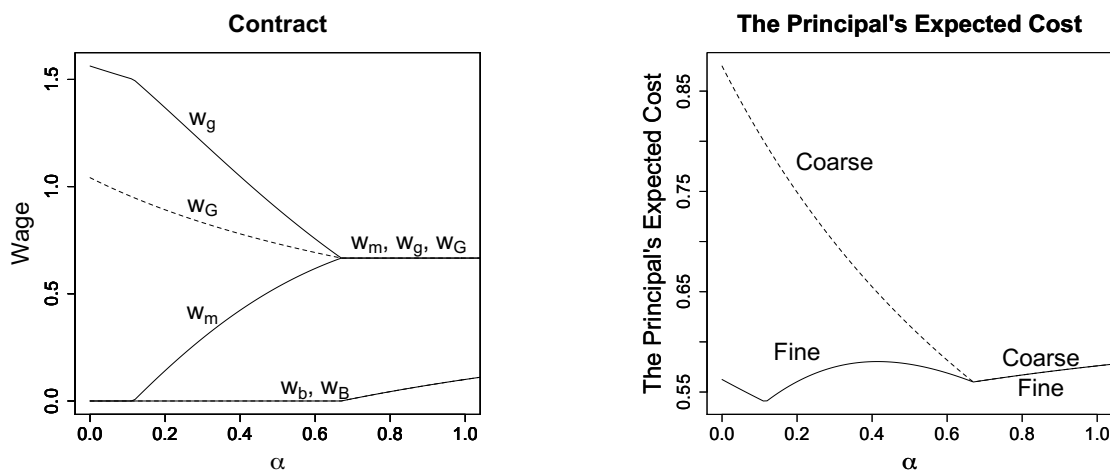 Contract
Wage
1.5
1.0
0.5
0.0
w_g
w_G
w_m
w_m, w_g, w_G
w_b, w_B
0.0 0.2 0.4 0.6 0.8 1.0
α
The Principal's Expected Cost
The Principal's Expected Cost
0.85
0.75
0.65
0.55
Coarse
Fine
Coarse
Fine
0.0 0.2 0.4 0.6 0.8 1.0
α